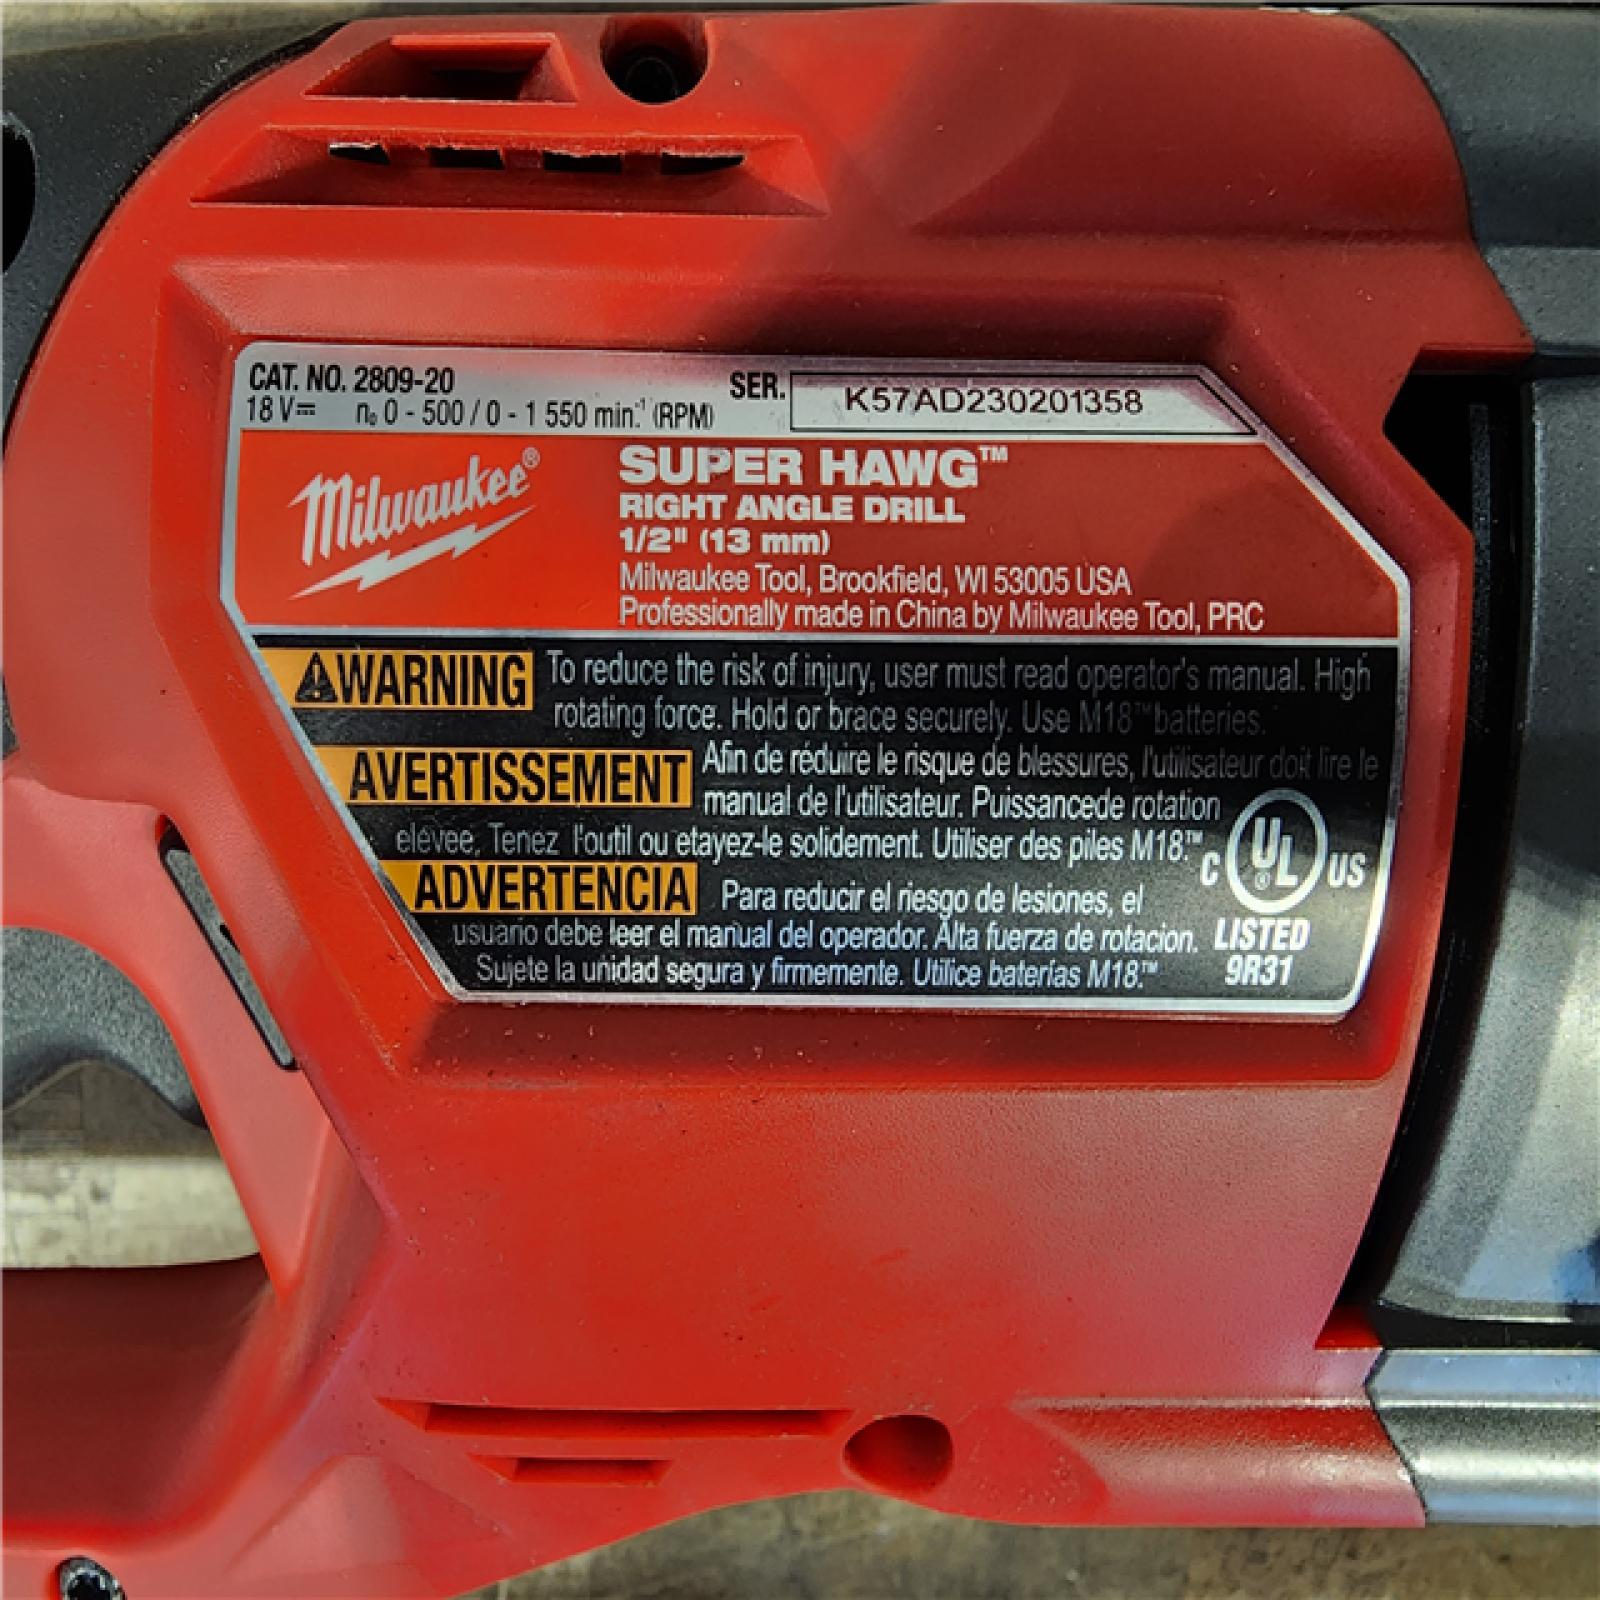 CAT. NO. 2809-20
18 V⎓ n₀ 0 - 500 / 0 - 1 550 min.⁻¹ (RPM)
SER. K57AD230201358
Milwaukee®
SUPER HAWG™
RIGHT ANGLE DRILL
1/2" (13 mm)
Milwaukee Tool, Brookfield, WI 53005 USA
Professionally made in China by Milwaukee Tool, PRC
⚠WARNING To reduce the risk of injury, user must read operator's manual. High
rotating force. Hold or brace securely. Use M18™ batteries.
AVERTISSEMENT Afin de réduire le risque de blessures, l'utilisateur doit lire le
manual de l'utilisateur. Puissancede rotation
elevee. Tenez l'outil ou etayez-le solidement. Utiliser des piles M18.™
ADVERTENCIA Para reducir el riesgo de lesiones, el
usuario debe leer el manual del operador. Alta fuerza de rotacion.
Sujete la unidad segura y firmemente. Utilice baterías M18.™
C UL® US
LISTED
9R31